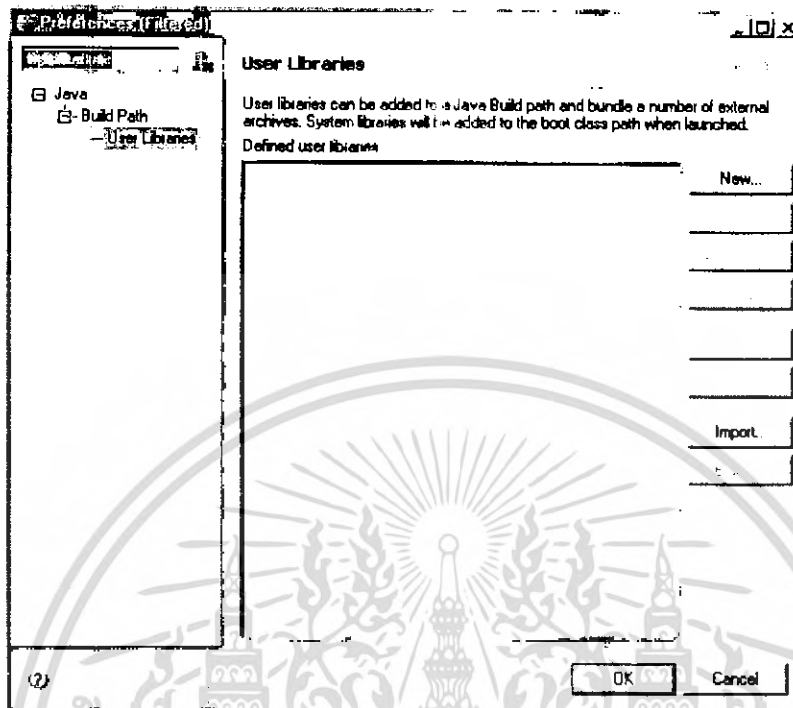 Preferences (Filtered)
User Libraries
Java
Build Path
User Libraries
User libraries can be added to a Java Build path and bundle a number of external
archives. System libraries will be added to the boot class path when launched.
Defined user libraries
New...
Import..
OK
Cancel